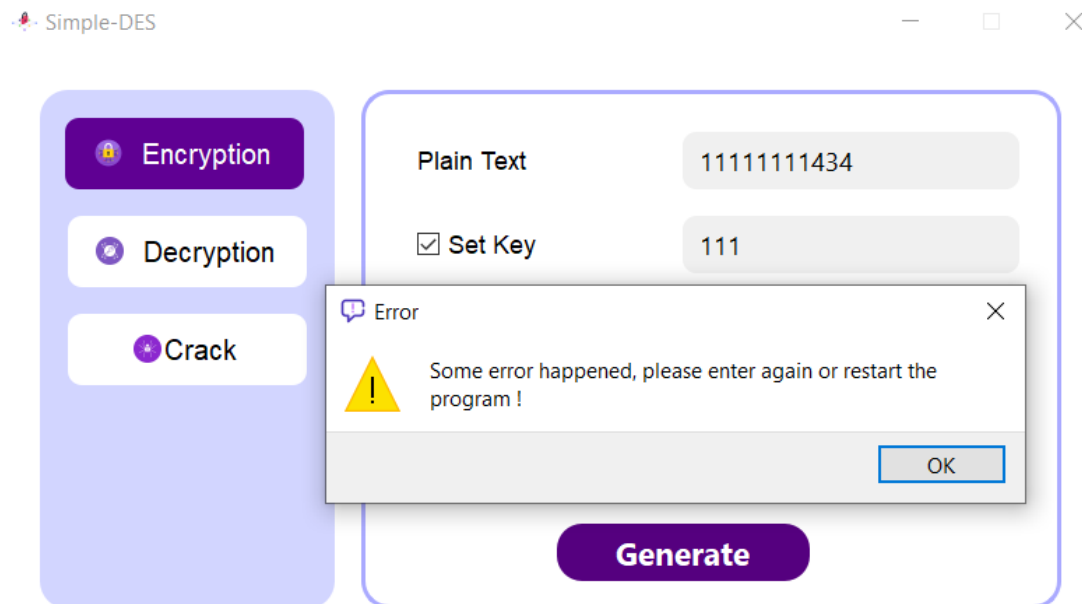 Simple-DES
Encryption
Decryption
Crack
Plain Text
11111111434
Set Key
111
Error
Some error happened, please enter again or restart the
program !
OK
Generate